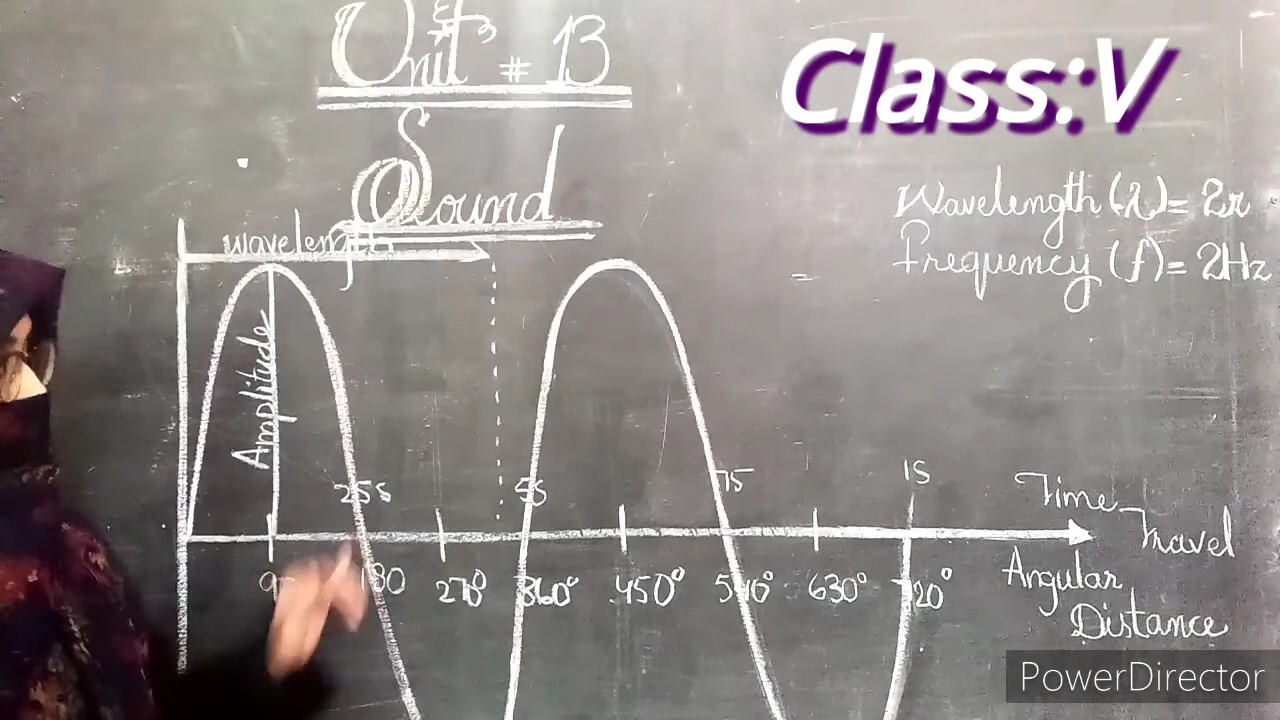 Unit # 13
Class:V
Sound
Wavelength (λ) = 2π
Frequency (f) = 2Hz
=
wavelength
Amplitude
25s 5s 75 1s
Time
Travel
180 270° 360° 450° 540° 630° 720°
Angular
Distance
PowerDirector